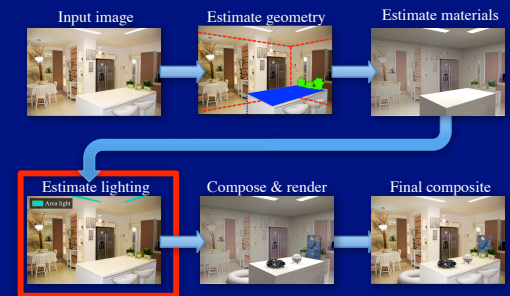 Input image
Estimate geometry
Estimate materials
Estimate lighting
Area light
Compose & render
Final composite